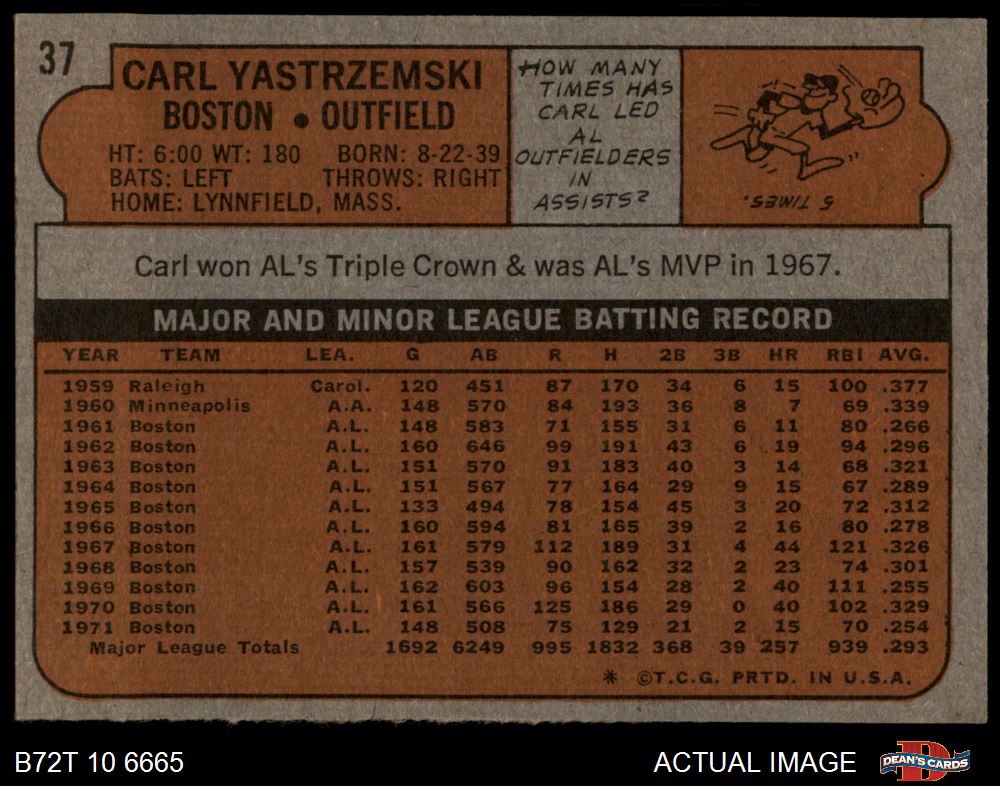 37
CARL YASTRZEMSKI
BOSTON • OUTFIELD
HT: 6:00 WT: 180 BORN: 8-22-39
BATS: LEFT THROWS: RIGHT
HOME: LYNNFIELD, MASS.
HOW MANY
TIMES HAS
CARL LED
AL
OUTFIELDERS
IN
ASSISTS?
5 TIMES.
Carl won AL's Triple Crown & was AL's MVP in 1967.
MAJOR AND MINOR LEAGUE BATTING RECORD
YEAR TEAM LEA. G AB R H 2B 3B HR RBI AVG.
1959 Raleigh Carol. 120 451 87 170 34 6 15 100 .377
1960 Minneapolis A.A. 148 570 84 193 36 8 7 69 .339
1961 Boston A.L. 148 583 71 155 31 6 11 80 .266
1962 Boston A.L. 160 646 99 191 43 6 19 94 .296
1963 Boston A.L. 151 570 91 183 40 3 14 68 .321
1964 Boston A.L. 151 567 77 164 29 9 15 67 .289
1965 Boston A.L. 133 494 78 154 45 3 20 72 .312
1966 Boston A.L. 160 594 81 165 39 2 16 80 .278
1967 Boston A.L. 161 579 112 189 31 4 44 121 .326
1968 Boston A.L. 157 539 90 162 32 2 23 74 .301
1969 Boston A.L. 162 603 96 154 28 2 40 111 .255
1970 Boston A.L. 161 566 125 186 29 0 40 102 .329
1971 Boston A.L. 148 508 75 129 21 2 15 70 .254
Major League Totals 1692 6249 995 1832 368 39 257 939 .293
* ©T.C.G. PRTD. IN U.S.A.
B72T 10 6665
ACTUAL IMAGE
D
DEAN'S CARDS